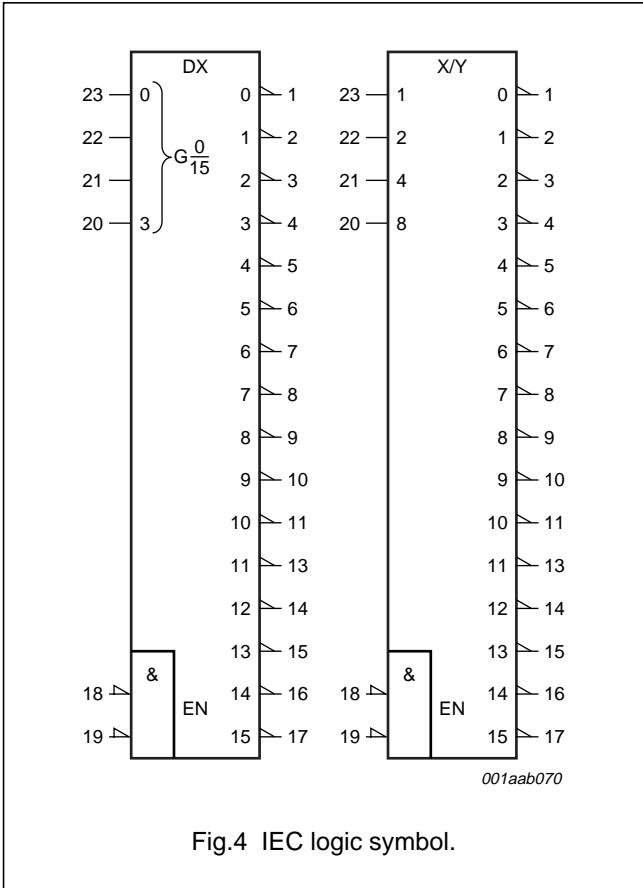 DX X/Y
23 0 0 1 23 1 0 1
22 1 2 22 2 1 2
G 0/15
21 2 3 21 4 2 3
20 3 3 4 20 8 3 4
4 5 4 5
5 6 5 6
6 7 6 7
7 8 7 8
8 9 8 9
9 10 9 10
10 11 10 11
11 13 11 13
12 14 12 14
13 15 13 15
& &
18 14 16 18 14 16
EN EN
19 15 17 19 15 17
001aab070
Fig.4 IEC logic symbol.